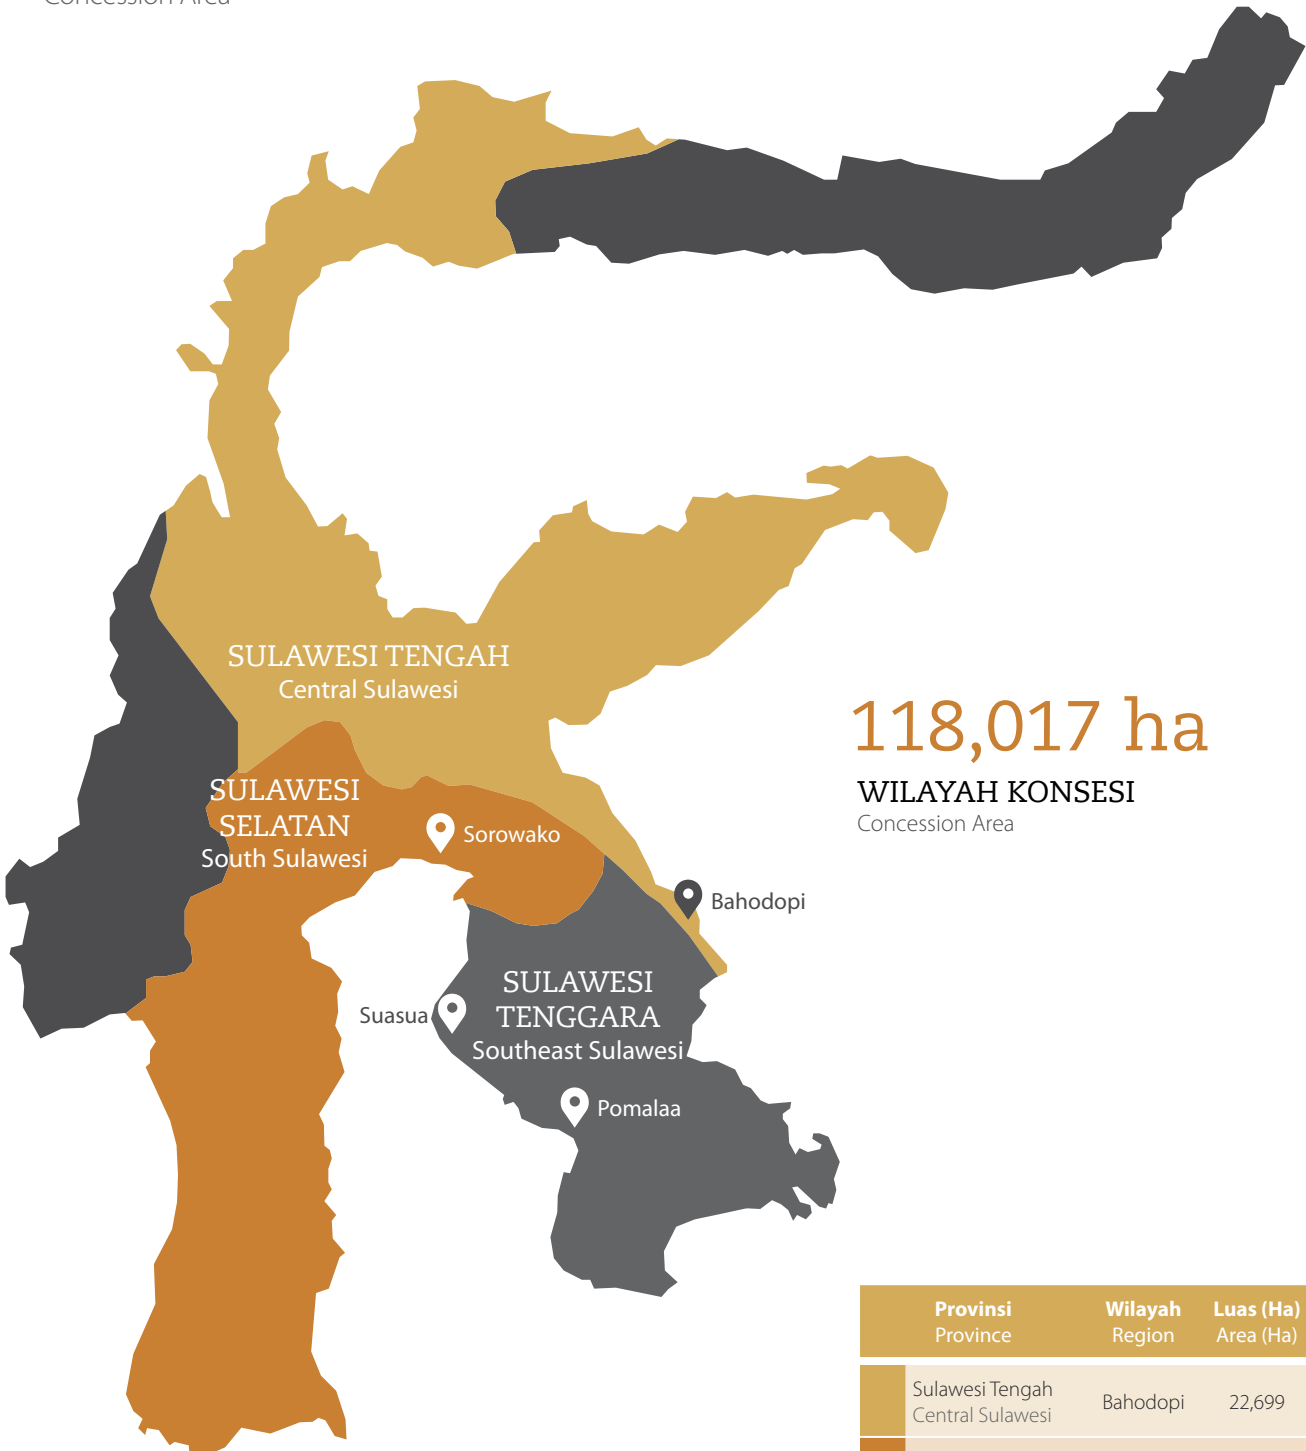 Concession Area
SULAWESI TENGAH
Central Sulawesi
118,017 ha
WILAYAH KONSESI
Concession Area
SULAWESI
SELATAN
South Sulawesi
Sorowako
Bahodopi
SULAWESI
TENGGARA
Southeast Sulawesi
Suasua
Pomalaa
Provinsi Wilayah Luas (Ha)
Province Region Area (Ha)
Sulawesi Tengah
Central Sulawesi
Bahodopi 22,699